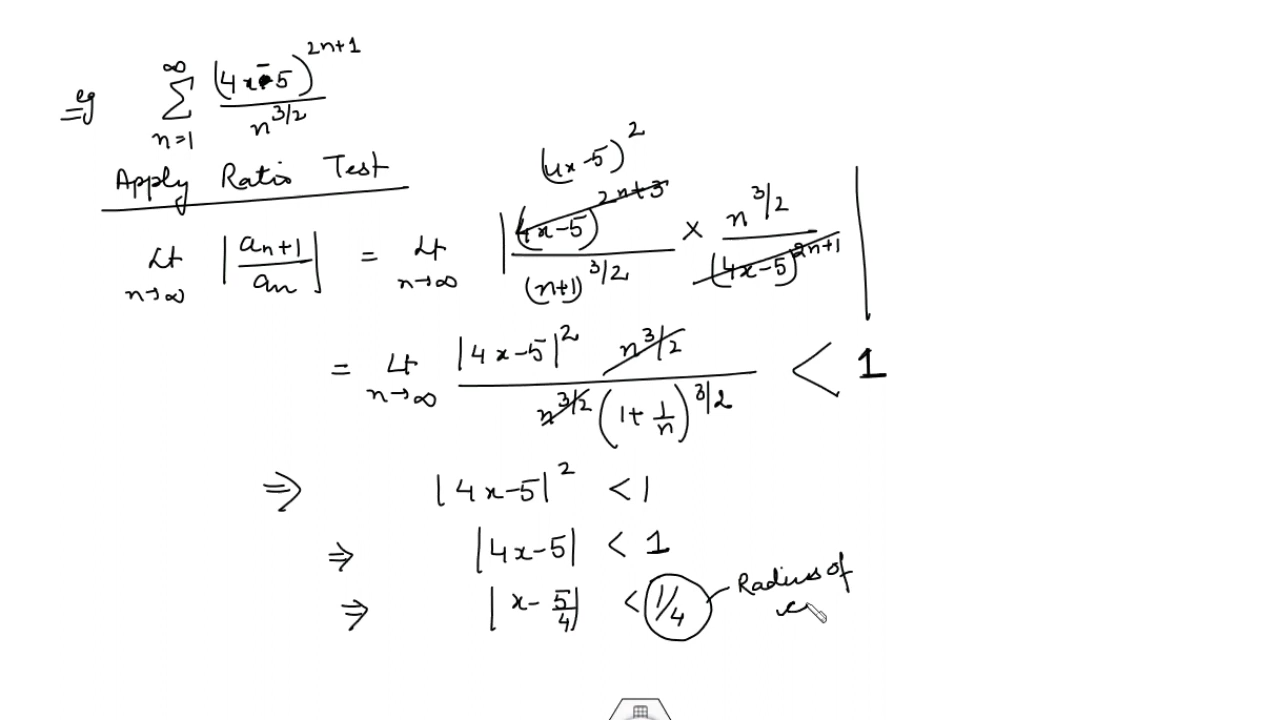 eg ∑_{n=1}^{∞} (4x-5)^{2n+1} / n^{3/2}
Apply Ratio Test
Lt_{n→∞} |a_{n+1} / a_n| = Lt_{n→∞} | (4x-5)^{2n+3} (4x-5)^2 / (n+1)^{3/2} × n^{3/2} / (4x-5)^{2n+1} |
= Lt_{n→∞} |4x-5|^2 n^{3/2} / n^{3/2} (1+ 1/n)^{3/2} < 1
⇒ |4x-5|^2 < 1
⇒ |4x-5| < 1
⇒ |x - 5/4| < 1/4 Radius of